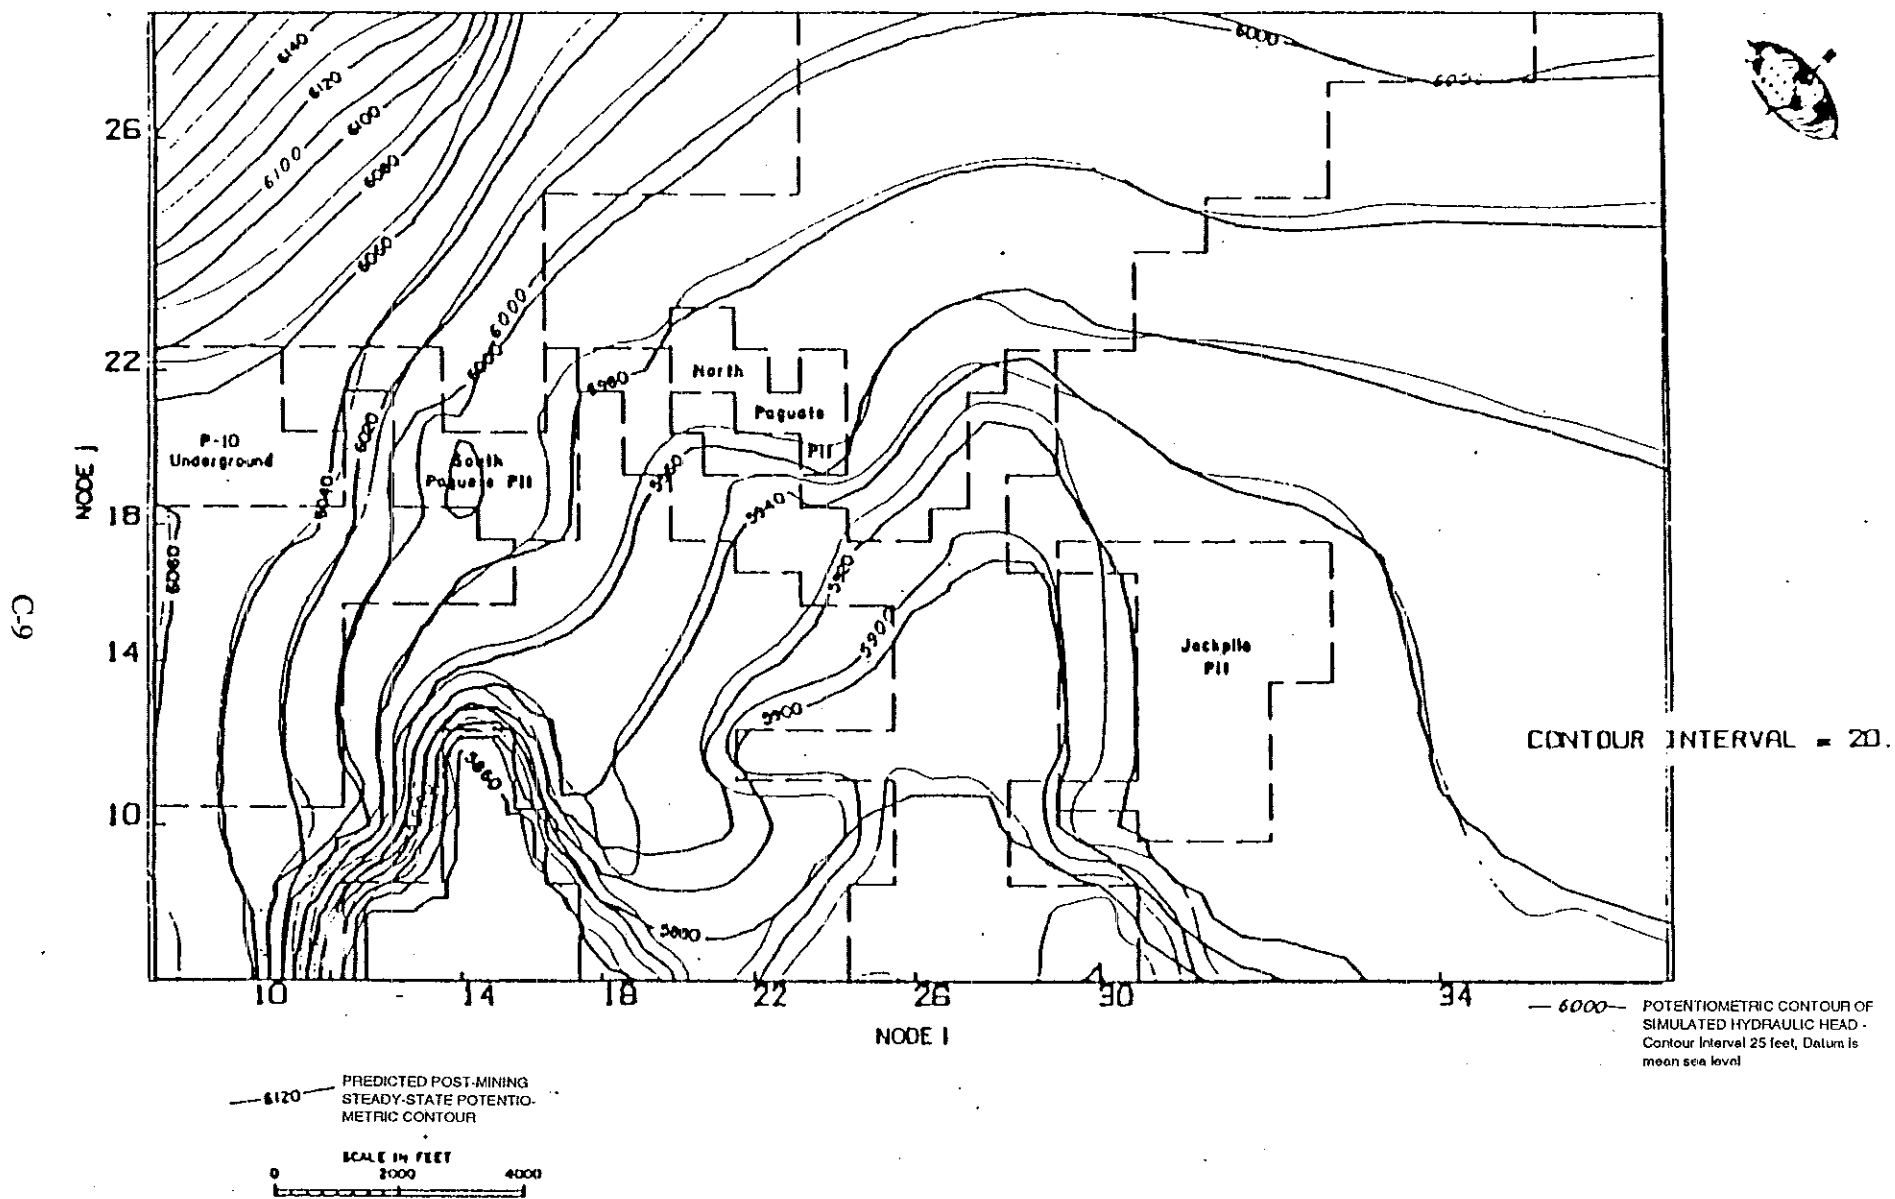 6140
6120
6100
6100
6080
6060
6000
6000
6000
26
22
18
14
10
NODE j
C-9
North
Paguate
Pit
5980
P-10
Underground
6020
South
Paguate Pit
6040
5960
5940
5920
5900
5900
6060
Jackpile
Pit
5860
5880
CONTOUR INTERVAL = 20.
10 14 18 22 26 30 34
NODE I
—6000— POTENTIOMETRIC CONTOUR OF
SIMULATED HYDRAULIC HEAD -
Contour Interval 25 feet, Datum is
mean sea level
—6120— PREDICTED POST-MINING
STEADY-STATE POTENTIO-
METRIC CONTOUR
SCALE IN FEET
0 2000 4000